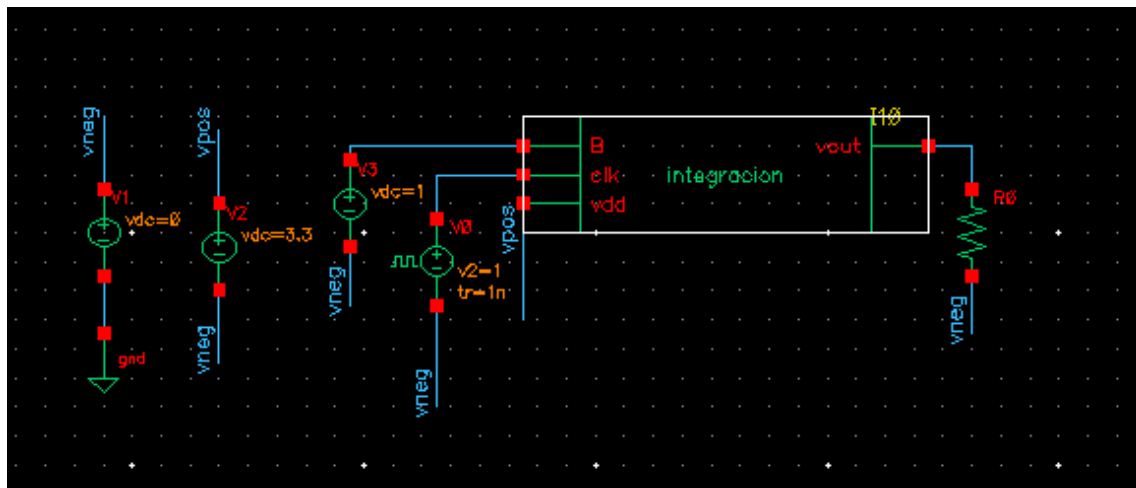 vneg
vpos
I10
V3
B
vout
vdc=1
clk
integracion
V1
V2
vdd
R0
vdc=0
vdc=3.3
V0
vpos
v2=1
tr=1n
vneg
vneg
vneg
gnd
vneg